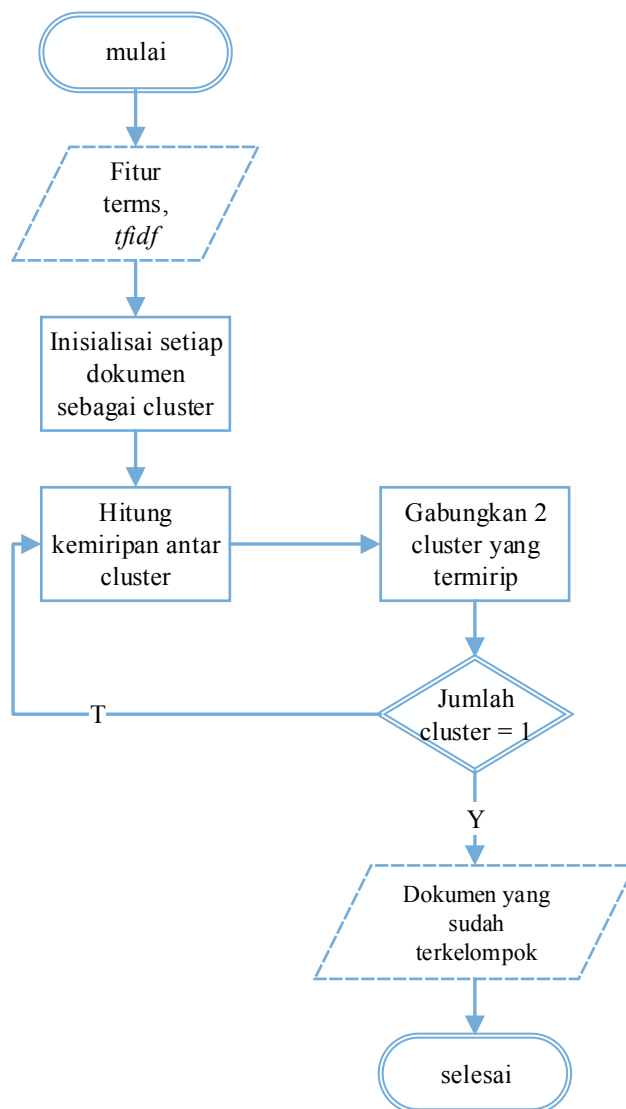 mulai
Fitur
terms,
tfidf
Inisialisai setiap
dokumen
sebagai cluster
Hitung
kemiripan antar
cluster
Gabungkan 2
cluster yang
termirip
Jumlah
cluster = 1
T
Y
Dokumen yang
sudah
terkelompok
selesai